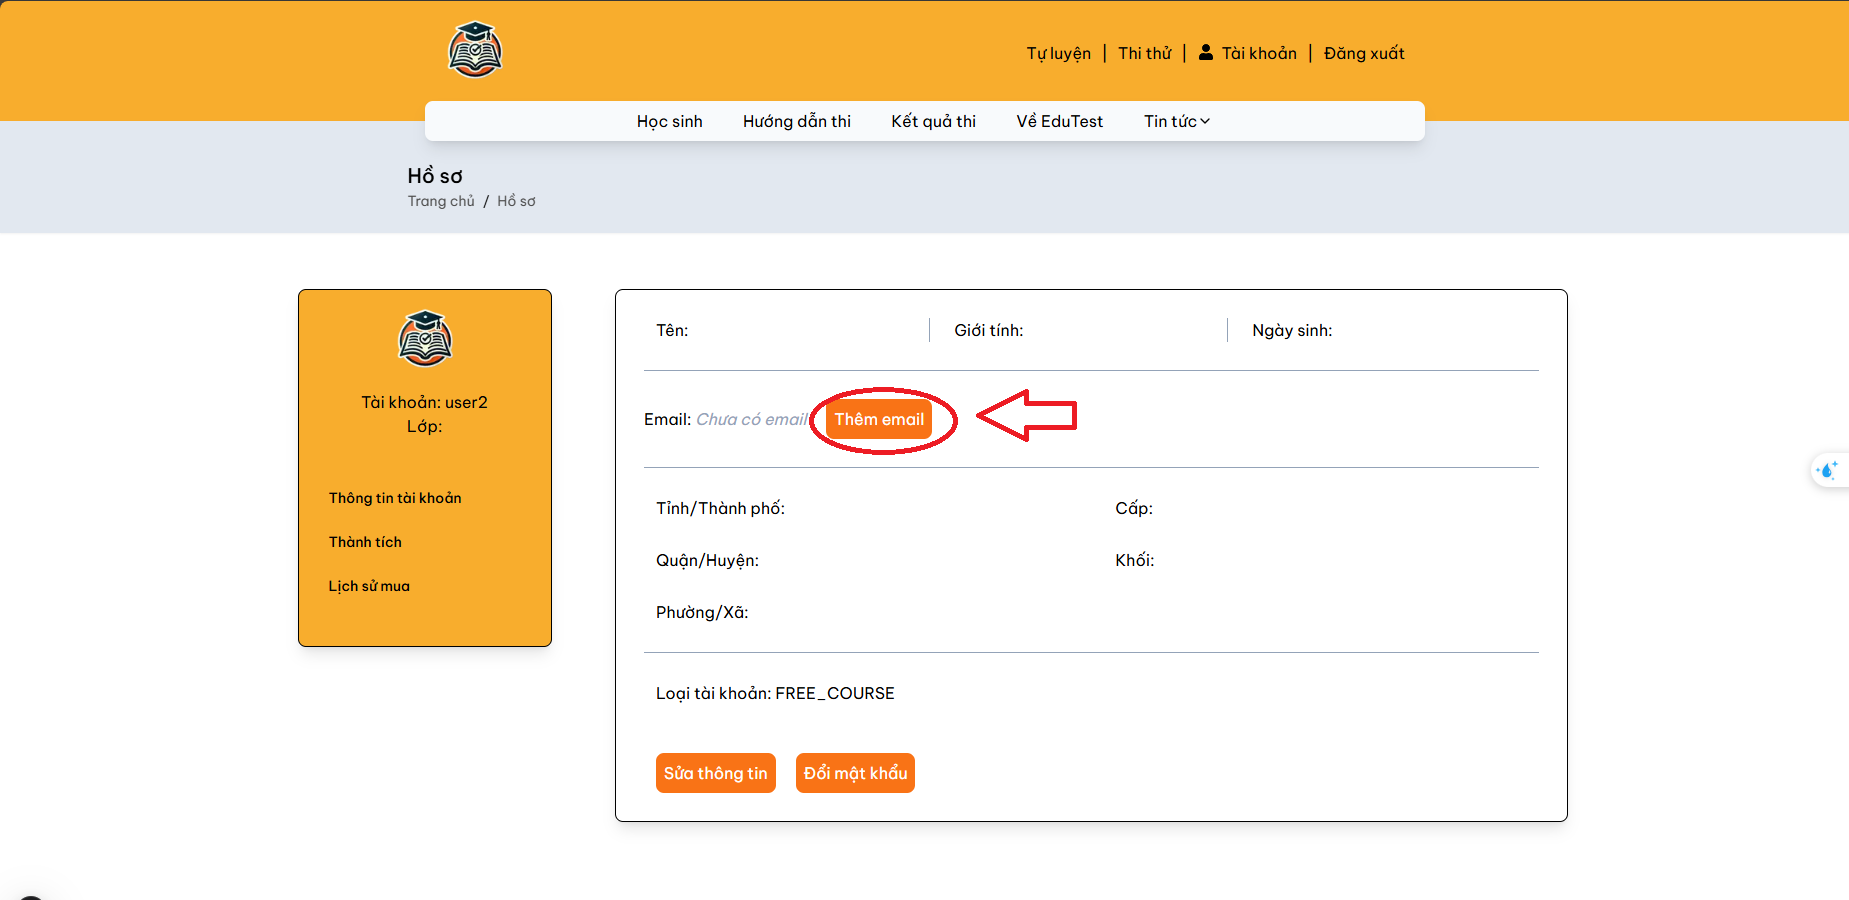 Tự luyện | Thi thử | Tài khoản | Đăng xuất
Học sinh Hướng dẫn thi Kết quả thi Về EduTest Tin tức
Hồ sơ
Trang chủ / Hồ sơ
Tài khoản: user2
Lớp:
Thông tin tài khoản
Thành tích
Lịch sử mua
Tên: Giới tính: Ngày sinh:
Email: Chưa có email Thêm email
Tỉnh/Thành phố: Cấp:
Quận/Huyện: Khối:
Phường/Xã:
Loại tài khoản: FREE_COURSE
Sửa thông tin Đổi mật khẩu